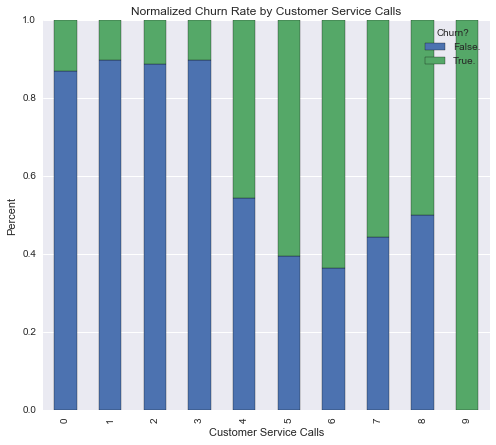 Normalized Churn Rate by Customer Service Calls
Churn?
False.
True.
1.0
0.8
0.6
0.4
0.2
0.0
Percent
0 1 2 3 4 5 6 7 8 9
Customer Service Calls